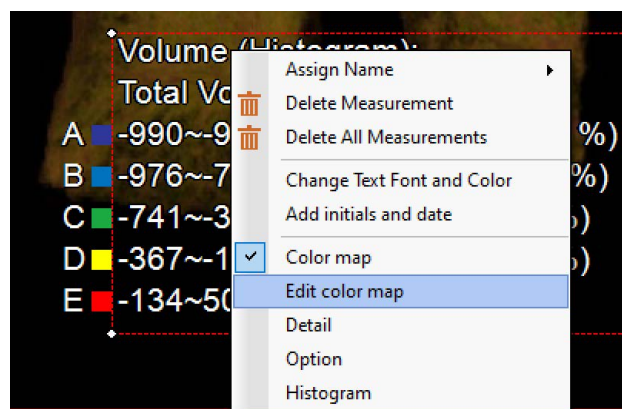 Volume (Histogram):
Total Vo
A -990~-9 %)
B -976~-7 %)
C -741~-3 )
D -367~-1 )
E -134~50
Assign Name
Delete Measurement
Delete All Measurements
Change Text Font and Color
Add initials and date
Color map
Edit color map
Detail
Option
Histogram